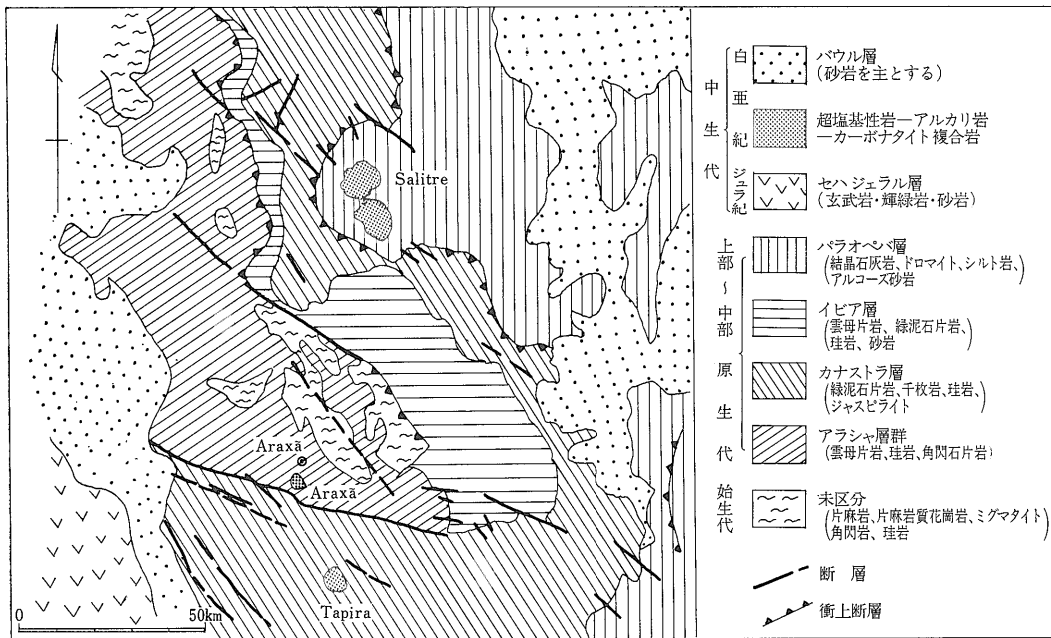 Salitre
Araxã
Araxã
Tapira
0 50km
中生代
白亜紀
ジュラ紀
上部～中部原生代
始生代
バウル層
(砂岩を主とする)
超塩基性岩―アルカリ岩
―カーボナタイト複合岩
セハジェラル層
(玄武岩・輝緑岩・砂岩)
バラオペバ層
(結晶石灰岩、ドロマイト、シルト岩、
アルコーズ砂岩)
イビア層
(雲母片岩、緑泥石片岩、
珪岩、砂岩)
カナストラ層
(緑泥石片岩、千枚岩、珪岩、
ジャスピライト)
アラシャ層群
(雲母片岩、珪岩、角閃石片岩)
未区分
(片麻岩、片麻岩質花崗岩、ミグマタイト
角閃岩、珪岩)
断層
衝上断層